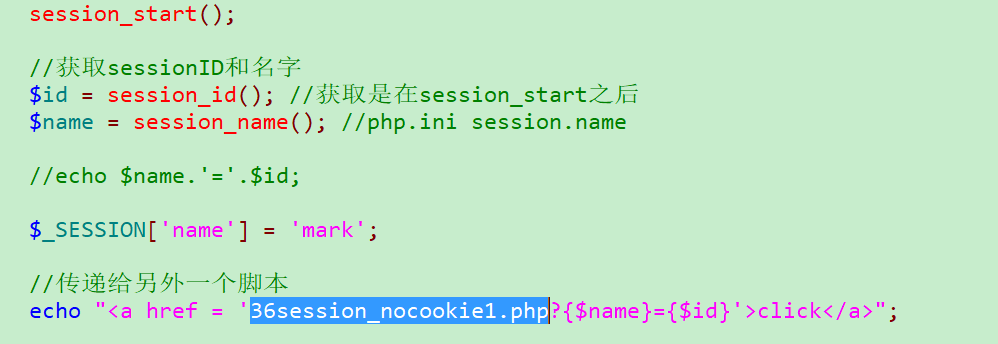 session_start();
//获取sessionID和名字
$id = session_id(); //获取是在session_start之后
$name = session_name(); //php.ini session.name
//echo $name.'='.$id;
$_SESSION['name'] = 'mark';
//传递给另外一个脚本
echo "<a href = '36session_nocookie1.php?{$name}={$id}'>click</a>";